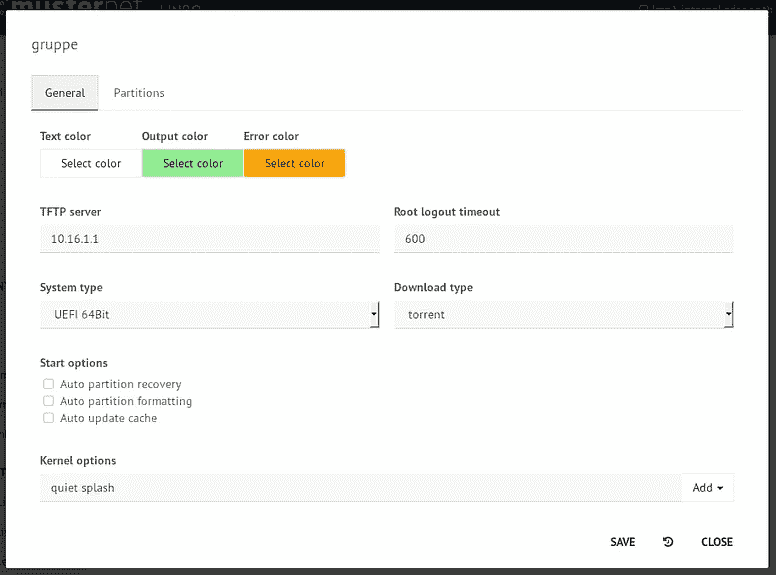 gruppe
General Partitions
Text color Output color Error color
Select color Select color Select color
TFTP server Root logout timeout
10.16.1.1 600
System type Download type
UEFI 64Bit torrent
Start options
Auto partition recovery
Auto partition formatting
Auto update cache
Kernel options
quiet splash Add
SAVE CLOSE